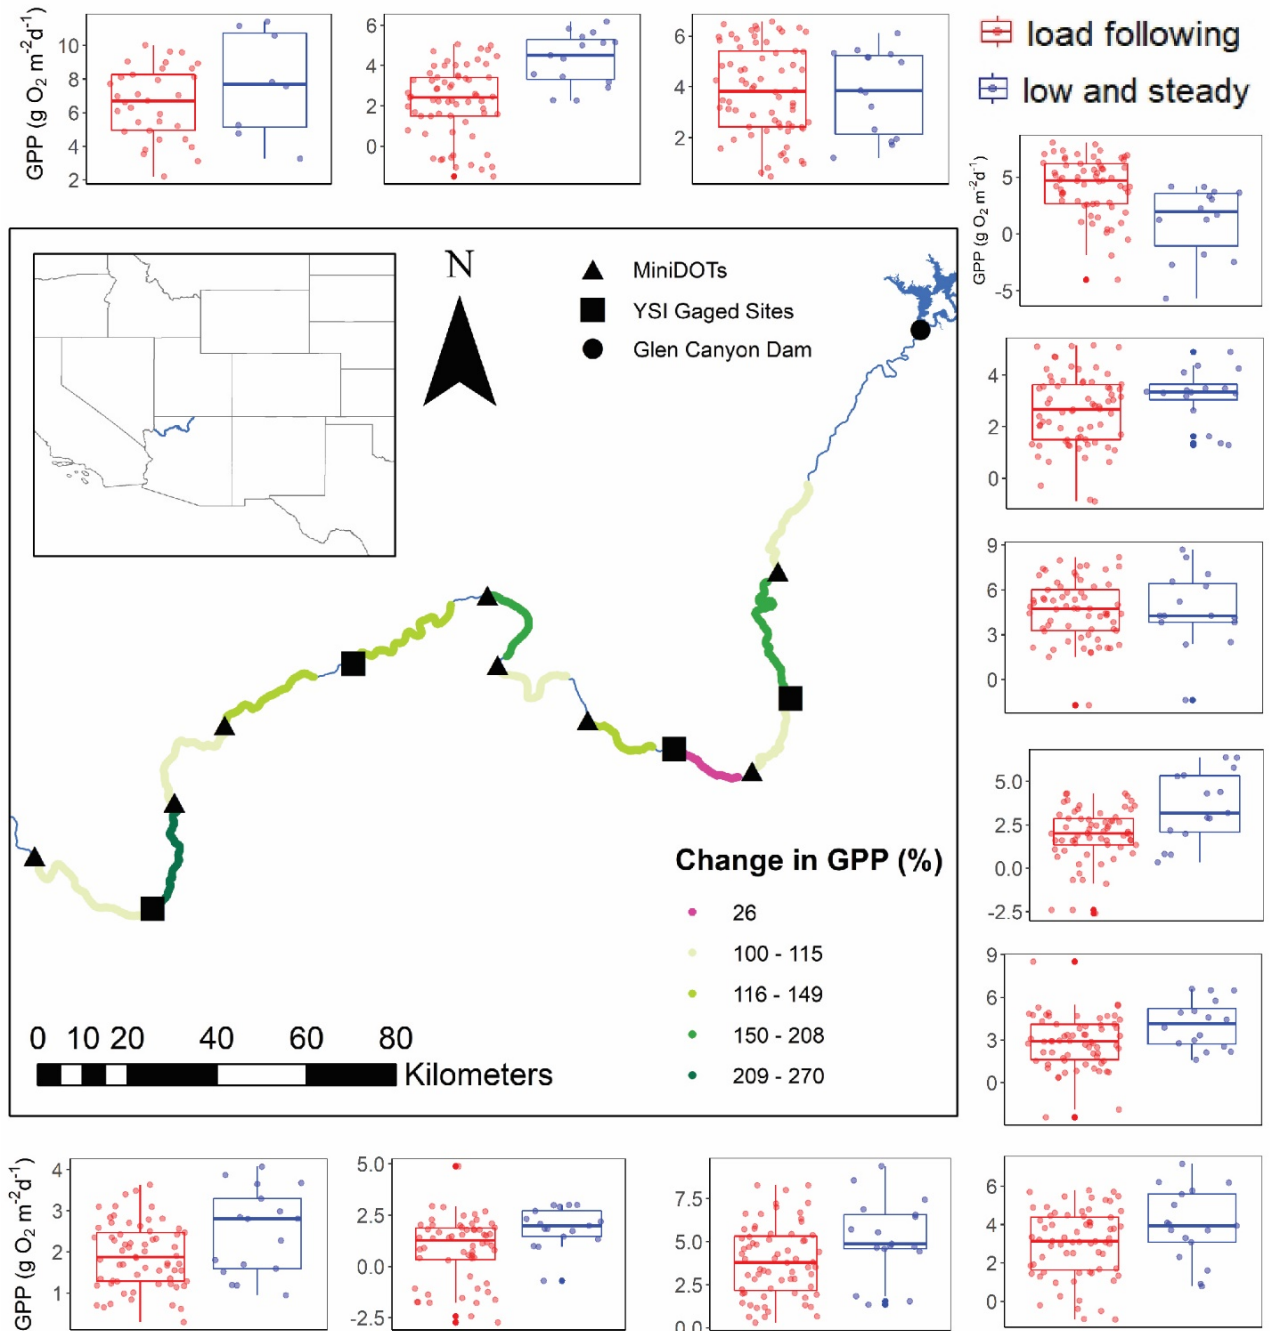 GPP (g O₂ m⁻²d⁻¹)
10
8
6
4
2
6
4
2
0
6
4
2
load following
low and steady
GPP (g O₂ m⁻²d⁻¹)
5
0
-5
N
MiniDOTs
YSI Gaged Sites
Glen Canyon Dam
4
2
0
9
6
3
0
5.0
2.5
0.0
-2.5
Change in GPP (%)
26
100 - 115
116 - 149
150 - 208
209 - 270
0 10 20 40 60 80
Kilometers
9
6
3
0
GPP (g O₂ m⁻²d⁻¹)
4
3
2
1
5.0
2.5
0.0
-2.5
7.5
5.0
2.5
0.0
6
4
2
0